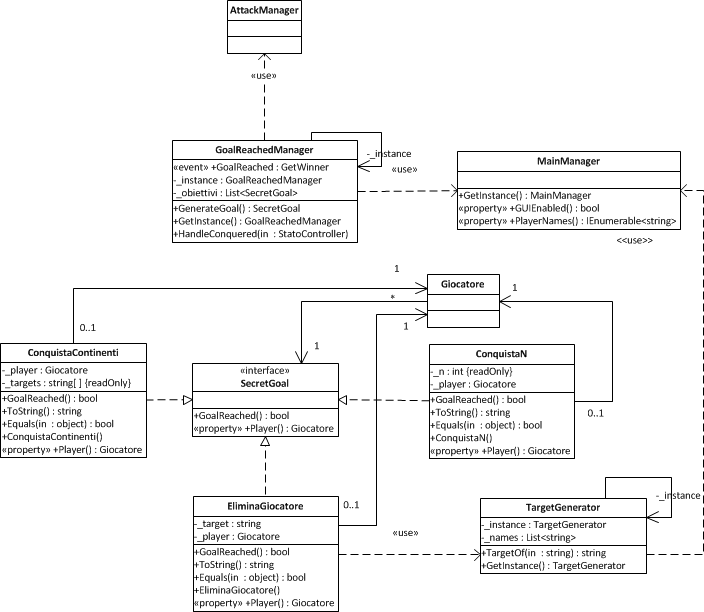 AttackManager
«use»
GoalReachedManager
«event» +GoalReached : GetWinner
-_instance : GoalReachedManager
-_obiettivi : List<SecretGoal>
+GenerateGoal() : SecretGoal
+GetInstance() : GoalReachedManager
+HandleConquered(in : StatoController)
-_instance
«use»
MainManager
+GetInstance() : MainManager
«property» +GUIEnabled() : bool
«property» +PlayerNames() : IEnumerable<string>
<<use>>
1
0..1
Giocatore
*
1
1
1
ConquistaContinenti
-_player : Giocatore
-_targets : string[ ] {readOnly}
+GoalReached() : bool
+ToString() : string
+Equals(in : object) : bool
+ConquistaContinenti()
«property» +Player() : Giocatore
«interface»
SecretGoal
+GoalReached() : bool
«property» +Player() : Giocatore
ConquistaN
-_n : int {readOnly}
-_player : Giocatore
+GoalReached() : bool
+ToString() : string
+Equals(in : object) : bool
+ConquistaN()
«property» +Player() : Giocatore
0..1
EliminaGiocatore
-_target : string
-_player : Giocatore
+GoalReached() : bool
+ToString() : string
+Equals(in : object) : bool
+EliminaGiocatore()
«property» +Player() : Giocatore
0..1
«use»
TargetGenerator
-_instance : TargetGenerator
-_names : List<string>
+TargetOf(in : string) : string
+GetInstance() : TargetGenerator
-_instance